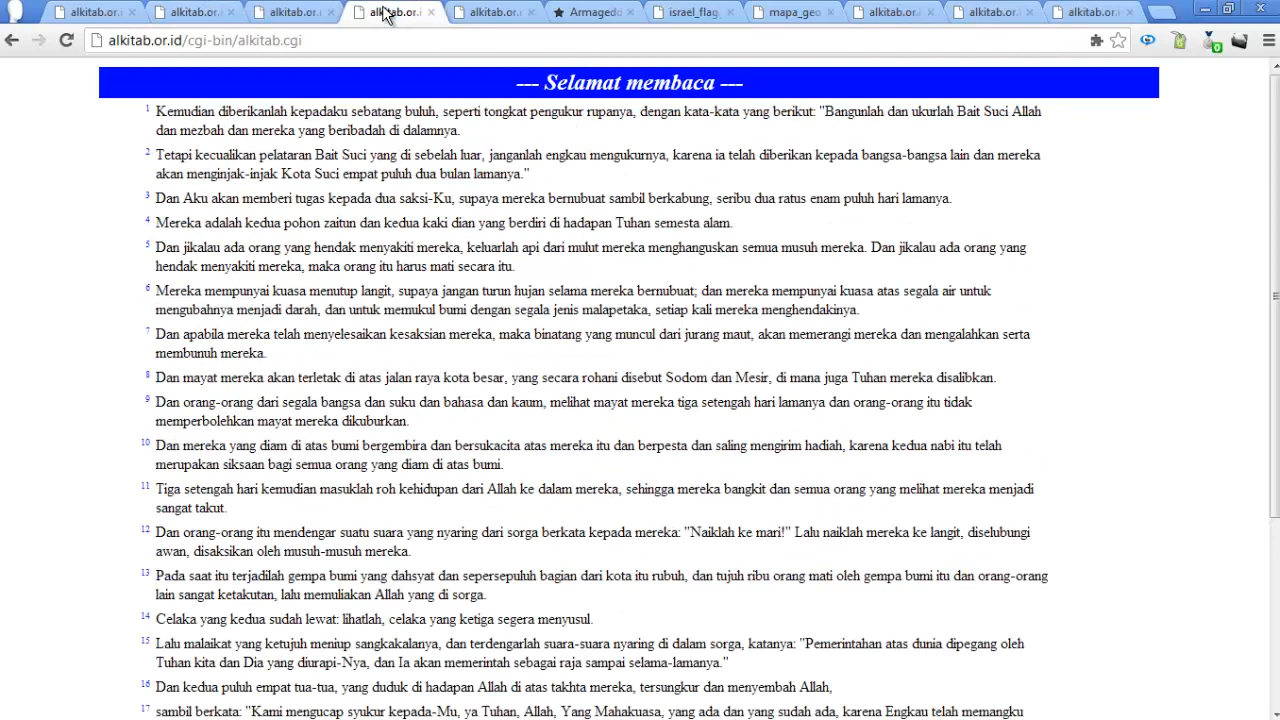 alkitab.or. alkitab.or.i alkitab.or.i alkitab.or.i alkitab.or.i Armagedd israel_flag mapa_geo alkitab.or.i alkitab.or.i alkitab.or.i
alkitab.or.id/cgi-bin/alkitab.cgi
--- Selamat membaca ---
1 Kemudian diberikanlah kepadaku sebatang buluh, seperti tongkat pengukur rupanya, dengan kata-kata yang berikut: "Bangunlah dan ukurlah Bait Suci Allah
dan mezbah dan mereka yang beribadah di dalamnya.
2 Tetapi kecualikan pelataran Bait Suci yang di sebelah luar, janganlah engkau mengukurnya, karena ia telah diberikan kepada bangsa-bangsa lain dan mereka
akan menginjak-injak Kota Suci empat puluh dua bulan lamanya."
3 Dan Aku akan memberi tugas kepada dua saksi-Ku, supaya mereka bernubuat sambil berkabung, seribu dua ratus enam puluh hari lamanya.
4 Mereka adalah kedua pohon zaitun dan kedua kaki dian yang berdiri di hadapan Tuhan semesta alam.
5 Dan jikalau ada orang yang hendak menyakiti mereka, keluarlah api dari mulut mereka menghanguskan semua musuh mereka. Dan jikalau ada orang yang
hendak menyakiti mereka, maka orang itu harus mati secara itu.
6 Mereka mempunyai kuasa menutup langit, supaya jangan turun hujan selama mereka bernubuat; dan mereka mempunyai kuasa atas segala air untuk
mengubahnya menjadi darah, dan untuk memukul bumi dengan segala jenis malapetaka, setiap kali mereka menghendakinya.
7 Dan apabila mereka telah menyelesaikan kesaksian mereka, maka binatang yang muncul dari jurang maut, akan memerangi mereka dan mengalahkan serta
membunuh mereka.
8 Dan mayat mereka akan terletak di atas jalan raya kota besar, yang secara rohani disebut Sodom dan Mesir, di mana juga Tuhan mereka disalibkan.
9 Dan orang-orang dari segala bangsa dan suku dan bahasa dan kaum, melihat mayat mereka tiga setengah hari lamanya dan orang-orang itu tidak
memperbolehkan mayat mereka dikuburkan.
10 Dan mereka yang diam di atas bumi bergembira dan bersukacita atas mereka itu dan berpesta dan saling mengirim hadiah, karena kedua nabi itu telah
merupakan siksaan bagi semua orang yang diam di atas bumi.
11 Tiga setengah hari kemudian masuklah roh kehidupan dari Allah ke dalam mereka, sehingga mereka bangkit dan semua orang yang melihat mereka menjadi
sangat takut.
12 Dan orang-orang itu mendengar suatu suara yang nyaring dari sorga berkata kepada mereka: "Naiklah ke mari!" Lalu naiklah mereka ke langit, diselubungi
awan, disaksikan oleh musuh-musuh mereka.
13 Pada saat itu terjadilah gempa bumi yang dahsyat dan sepersepuluh bagian dari kota itu rubuh, dan tujuh ribu orang mati oleh gempa bumi itu dan orang-orang
lain sangat ketakutan, lalu memuliakan Allah yang di sorga.
14 Celaka yang kedua sudah lewat: lihatlah, celaka yang ketiga segera menyusul.
15 Lalu malaikat yang ketujuh meniup sangkakalanya, dan terdengarlah suara-suara nyaring di dalam sorga, katanya: "Pemerintahan atas dunia dipegang oleh
Tuhan kita dan Dia yang diurapi-Nya, dan Ia akan memerintah sebagai raja sampai selama-lamanya."
16 Dan kedua puluh empat tua-tua, yang duduk di hadapan Allah di atas takhta mereka, tersungkur dan menyembah Allah,
17 sambil berkata: "Kami mengucap syukur kepada-Mu, ya Tuhan, Allah, Yang Mahakuasa, yang ada dan yang sudah ada, karena Engkau telah memangku